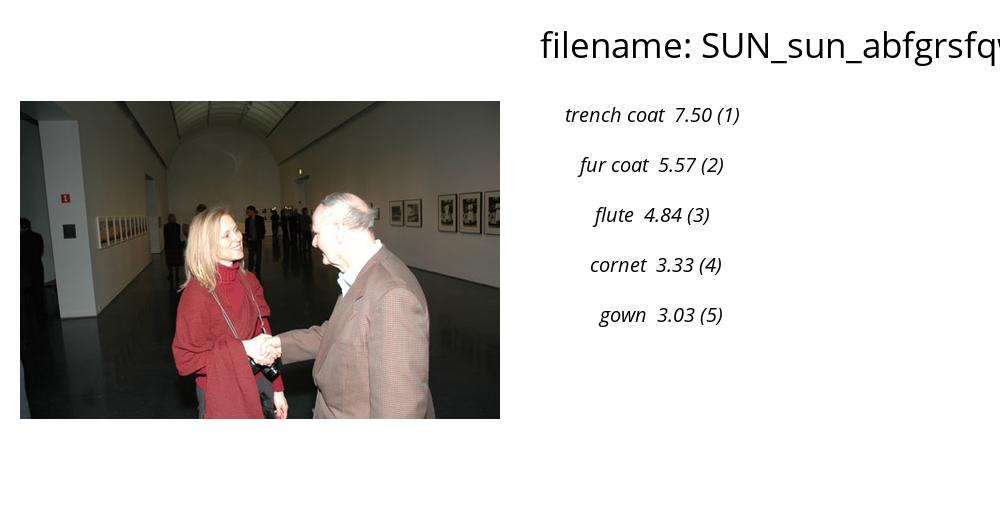 filename: SUN_sun_abfgrsfq
trench coat 7.50 (1)
fur coat 5.57 (2)
flute 4.84 (3)
cornet 3.33 (4)
gown 3.03 (5)